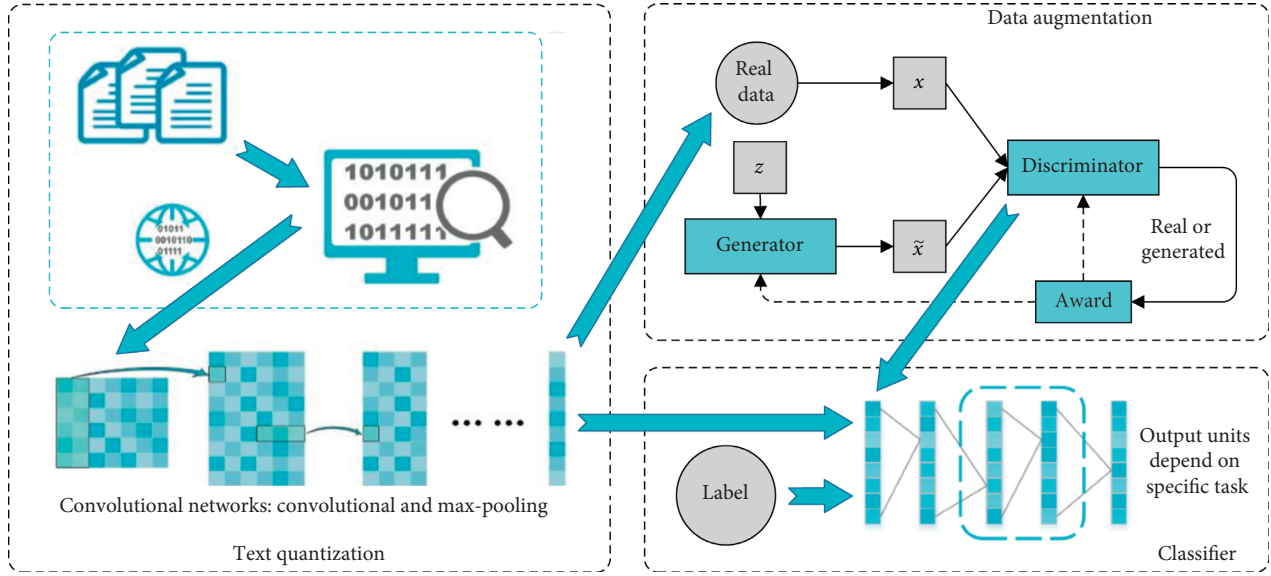 1010111
001011
1011111
01011
0010110
01111
... ...
Convolutional networks: convolutional and max-pooling
Text quantization
Data augmentation
Real
data
x
z
Discriminator
Generator
x̃
Real or
generated
Award
Label
Output units
depend on
specific task
Classifier